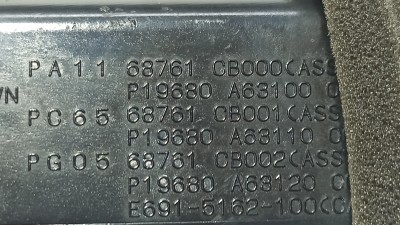 PA11 68761 CB000(ASS
/N P19680 A63100 C
PC65 68761 CB001(ASS
P19680 A63110 C
PG05 68761 CB002(ASS
P19680 A63120 C
E691-5162-100(C